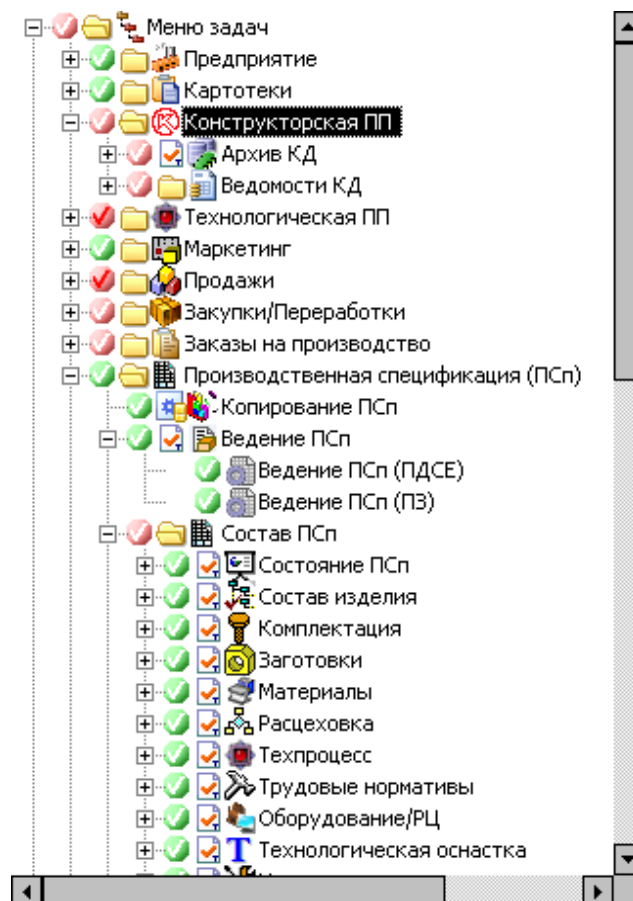 Меню задач
Предприятие
Картотеки
Конструкторская ПП
Архив КД
Ведомости КД
Технологическая ПП
Маркетинг
Продажи
Закупки/Переработки
Заказы на производство
Производственная спецификация (ПСп)
Копирование ПСп
Ведение ПСп
Ведение ПСп (ПДСЕ)
Ведение ПСп (ПЗ)
Состав ПСп
Состояние ПСп
Состав изделия
Комплектация
Заготовки
Материалы
Расцеховка
Техпроцесс
Трудовые нормативы
Оборудование/РЦ
Технологическая оснастка